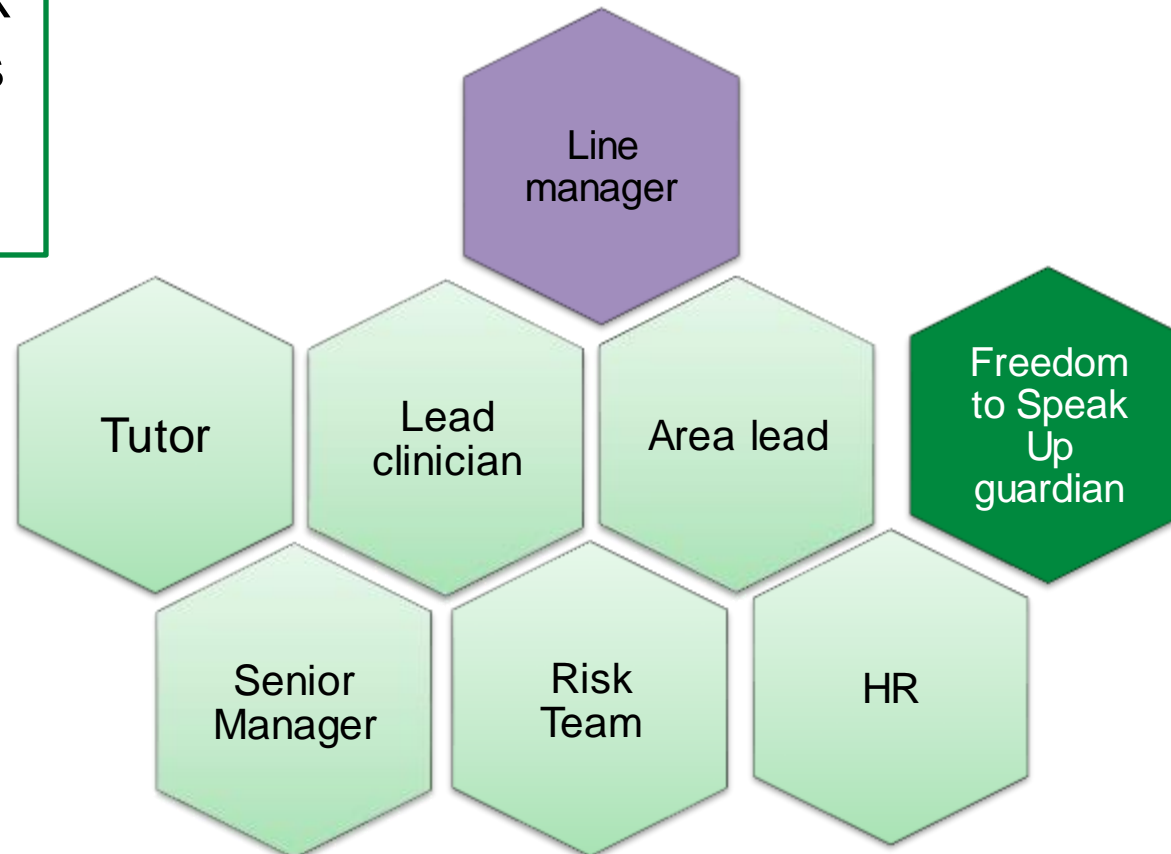 Line
manager
Tutor
Lead
clinician
Area lead
Freedom
to Speak
Up
guardian
Senior
Manager
Risk
Team
HR